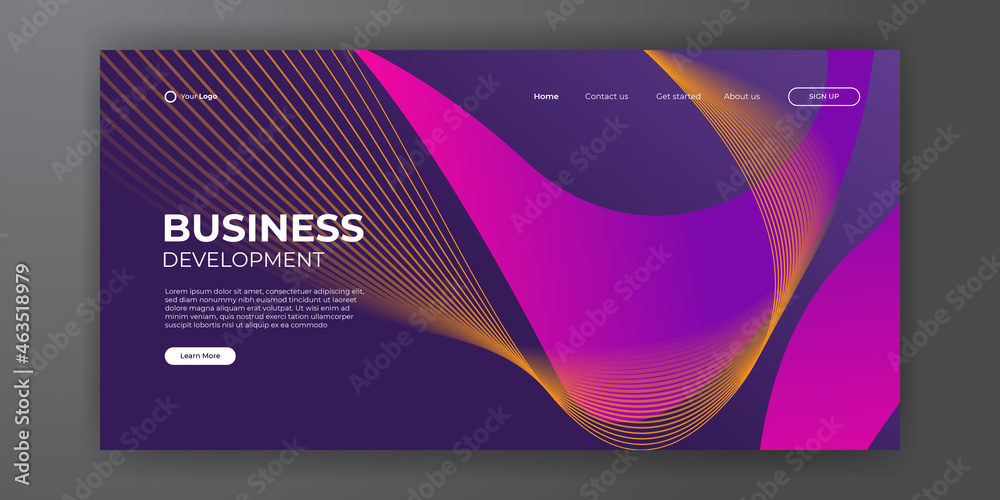 Your Logo
Home Contact us Get started About us SIGN UP
BUSINESS
DEVELOPMENT
Lorem ipsum dolor sit amet, consectetuer adipiscing elit,
sed diam nonummy nibh euismod tincidunt ut laoreet
dolore magna aliquam erat volutpat. Ut wisi enim ad
minim veniam, quis nostrud exerci tation ullamcorper
suscipit lobortis nisl ut aliquip ex ea commodo
Learn More
Adobe Stock | #463518979
Adobe Stock